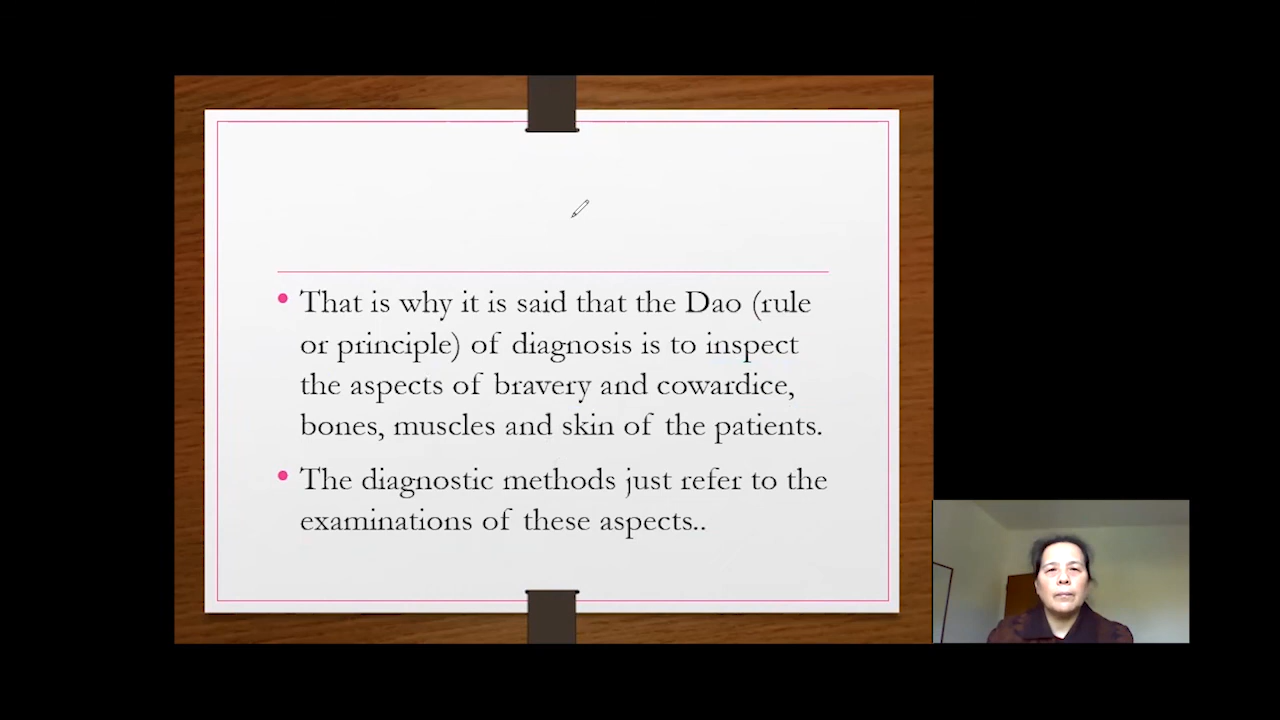 That is why it is said that the Dao (rule
or principle) of diagnosis is to inspect
the aspects of bravery and cowardice,
bones, muscles and skin of the patients.
The diagnostic methods just refer to the
examinations of these aspects..